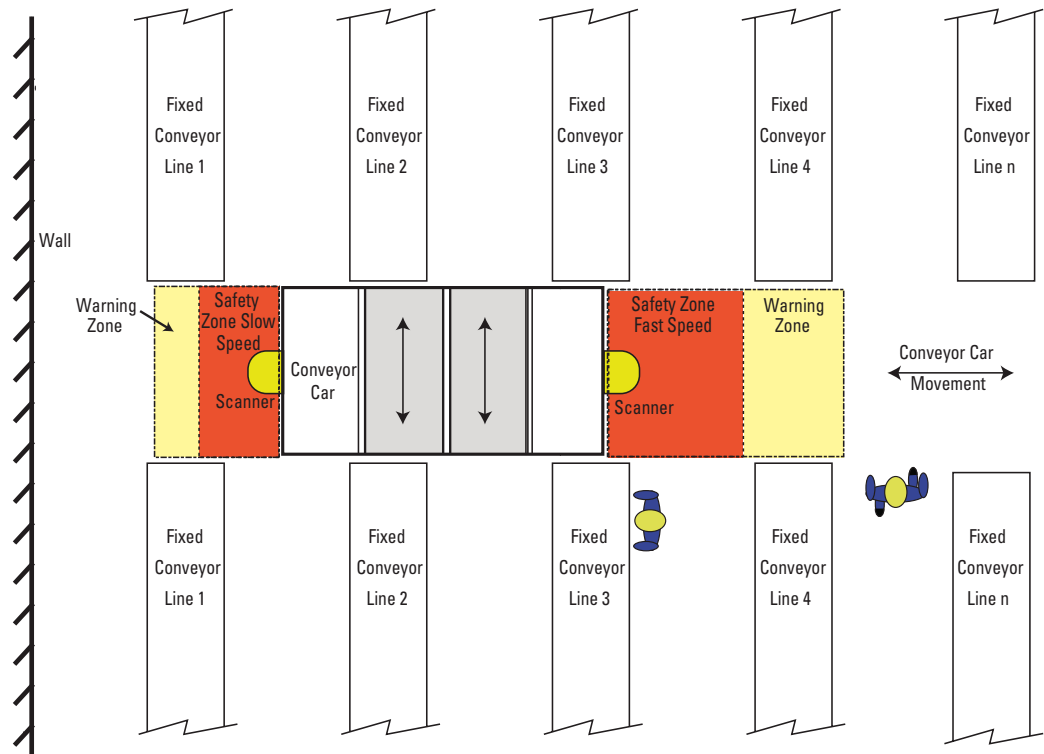 Fixed
Conveyor
Line 1
Fixed
Conveyor
Line 2
Fixed
Conveyor
Line 3
Fixed
Conveyor
Line 4
Fixed
Conveyor
Line n
Wall
Warning
Zone
Safety
Zone Slow
Speed
Scanner
Conveyor
Car
Safety Zone
Fast Speed
Scanner
Warning
Zone
Conveyor Car
Movement
Fixed
Conveyor
Line 1
Fixed
Conveyor
Line 2
Fixed
Conveyor
Line 3
Fixed
Conveyor
Line 4
Fixed
Conveyor
Line n